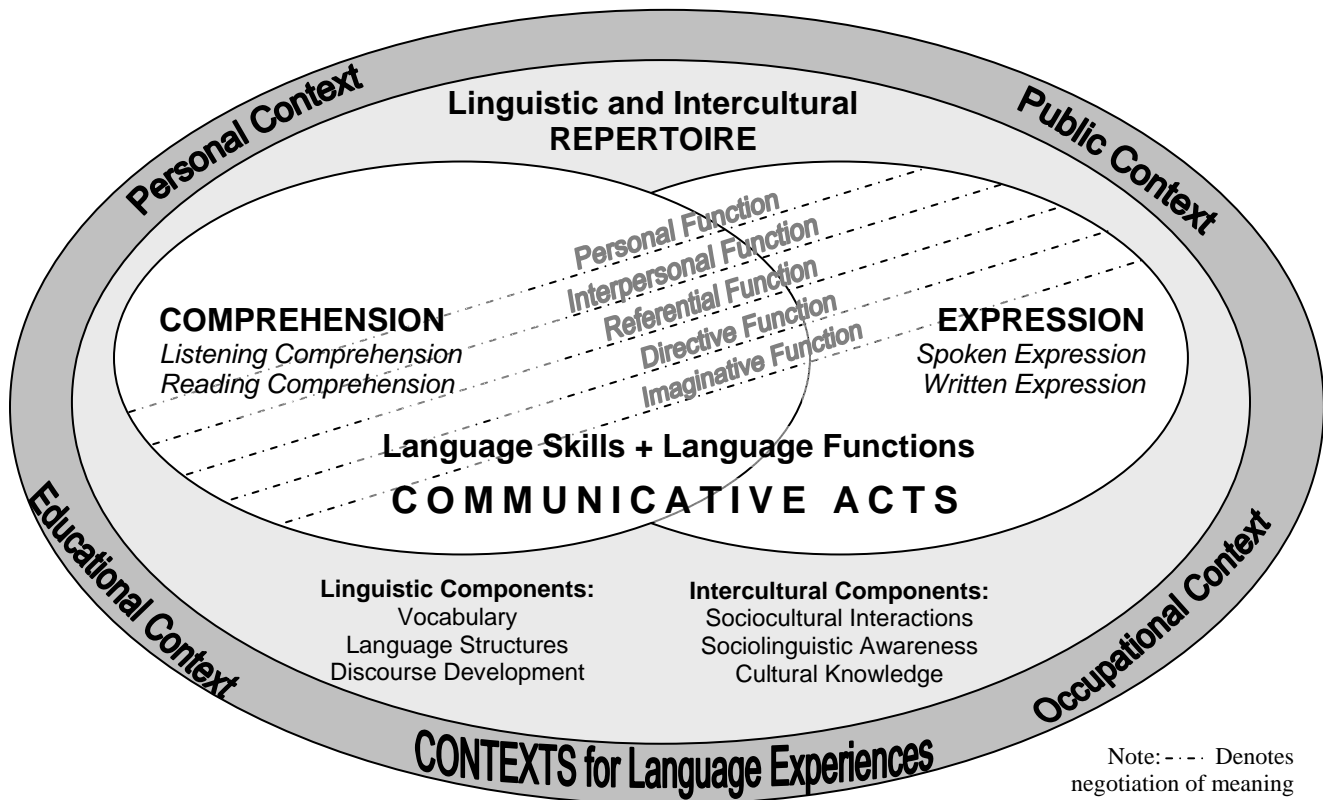 Personal Context
Public Context
Linguistic and Intercultural
REPERTOIRE
Personal Function
Interpersonal Function
Referential Function
Directive Function
Imaginative Function
COMPREHENSION
Listening Comprehension
Reading Comprehension
EXPRESSION
Spoken Expression
Written Expression
Language Skills + Language Functions
COMMUNICATIVE ACTS
Linguistic Components:
Vocabulary
Language Structures
Discourse Development
Intercultural Components:
Sociocultural Interactions
Sociolinguistic Awareness
Cultural Knowledge
Educational Context
Occupational Context
CONTEXTS for Language Experiences
Note: -·-·- Denotes
negotiation of meaning